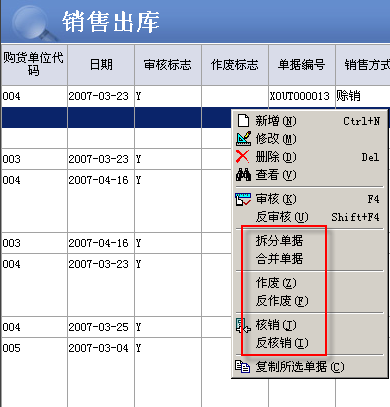 销售出库
购货单位代码 日期 审核标志 作废标志 单据编号 销售方式
004 2007-03-23 Y XOUT000013 赊销
新增(N) Ctrl+N
修改(M)
003 2007-03-23 Y 删除(D) Del
004 2007-04-16 Y 查看(V)
审核(K) F4
反审核(U) Shift+F4
003 2007-04-16 Y 拆分单据
004 2007-03-23 Y 合并单据
作废(Z)
反作废(F)
004 2007-03-25 Y 核销(J)
005 2007-03-04 Y 反核销(I)
复制所选单据(C)